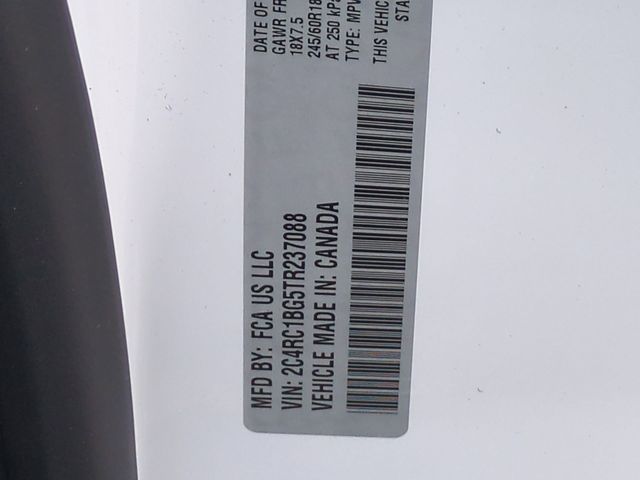 MFD BY: FCA US LLC
VIN: 2C4RC1BG5TR237088
VEHICLE MADE IN: CANADA
DATE OF
GAWR FR
18X7.5
245/60R18
AT 250 kPa
TYPE: MPV
THIS VEHIC
STA